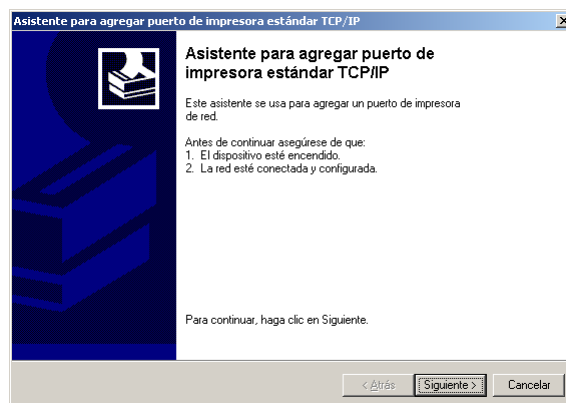 Asistente para agregar puerto de impresora estándar TCP/IP
Asistente para agregar puerto de
impresora estándar TCP/IP
Este asistente se usa para agregar un puerto de impresora
de red.
Antes de continuar asegúrese de que:
1. El dispositivo esté encendido.
2. La red esté conectada y configurada.
Para continuar, haga clic en Siguiente.
< Atrás
Siguiente >
Cancelar